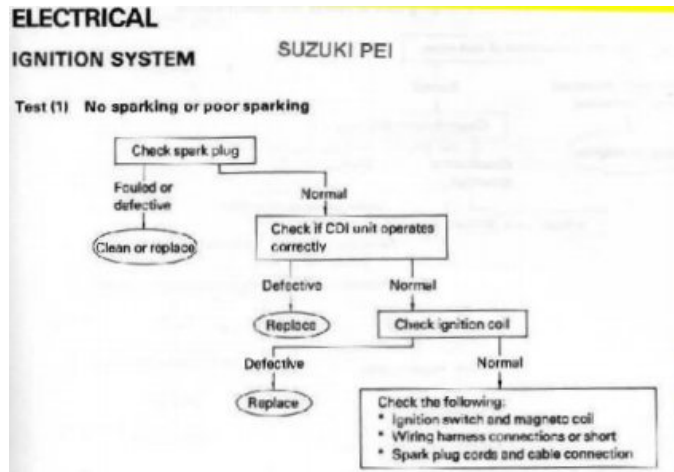 ELECTRICAL
IGNITION SYSTEM
SUZUKI PEI
Test (1) No sparking or poor sparking
Check spark plug
Fouled or
defective
Normal
Clean or replace
Check if CDI unit operates
correctly
Defective
Normal
Replace
Check ignition coil
Defective
Normal
Replace
Check the following:
* Ignition switch and magneto coil
* Wiring harness connections or short
* Spark plug cords and cable connection